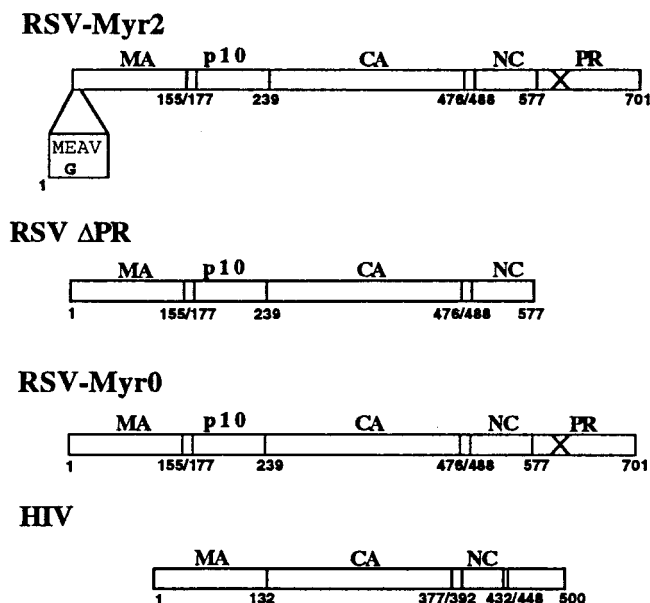 RSV-Myr2
MA p10 CA NC PR
155/177 239 476/488 577 701
MEAV
G
1
RSV ΔPR
MA p10 CA NC
1 155/177 239 476/488 577
RSV-Myr0
MA p10 CA NC PR
1 155/177 239 476/488 577 701
HIV
MA CA NC
1 132 377/392 432/448 500